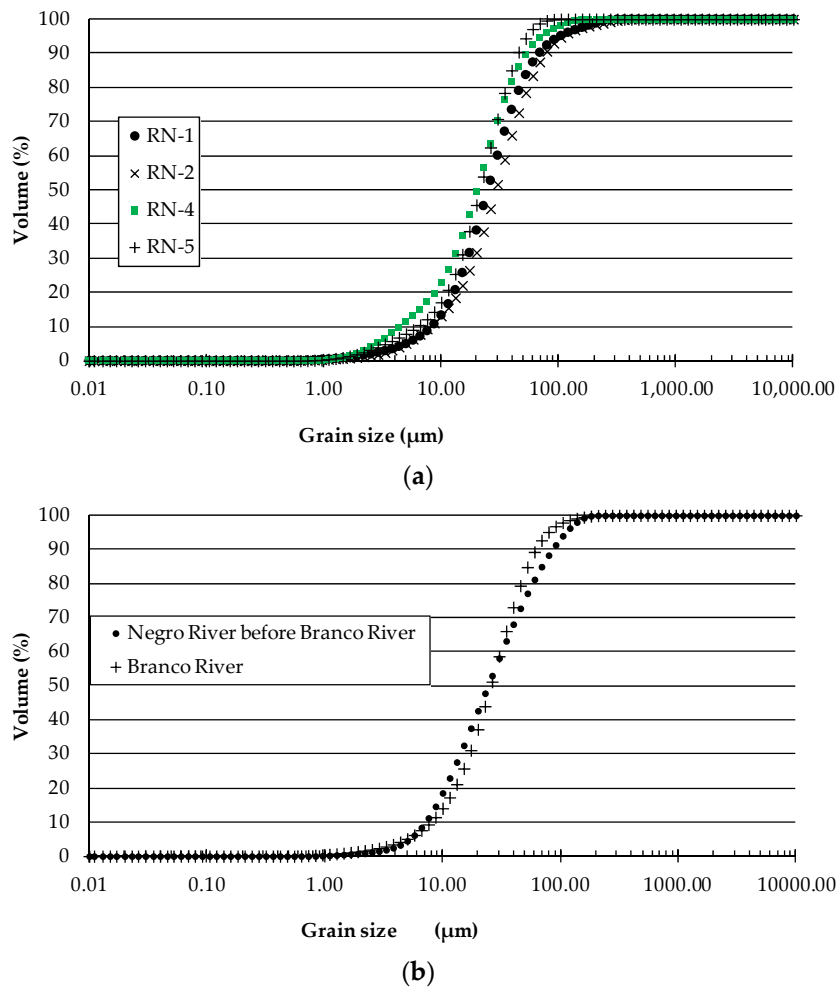 100
90
80
70
60
50
40
30
20
10
0
Volume (%)
RN-1
RN-2
RN-4
RN-5
0.01 0.10 1.00 10.00 100.00 1,000.00 10,000.00
Grain size (µm)
(a)
100
90
80
70
60
50
40
30
20
10
0
Volume (%)
Negro River before Branco River
Branco River
0.01 0.10 1.00 10.00 100.00 1000.00 10000.00
Grain size (µm)
(b)